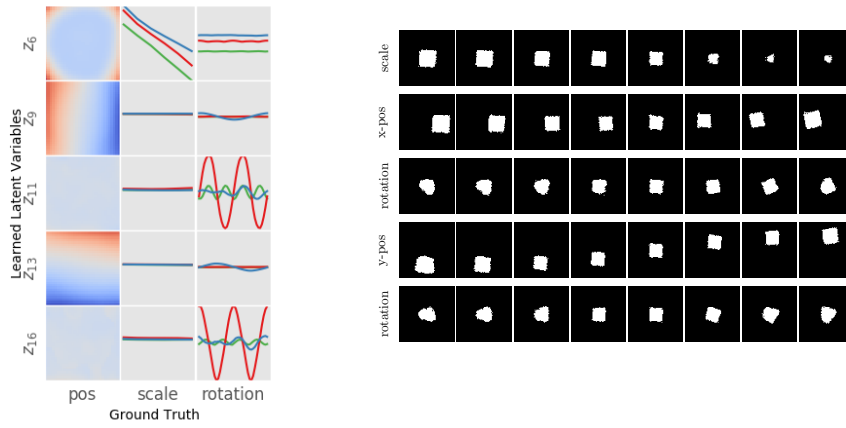 Learned Latent Variables
Z6
Z9
Z11
Z13
Z16
pos scale rotation
Ground Truth
scale
x-pos
rotation
y-pos
rotation